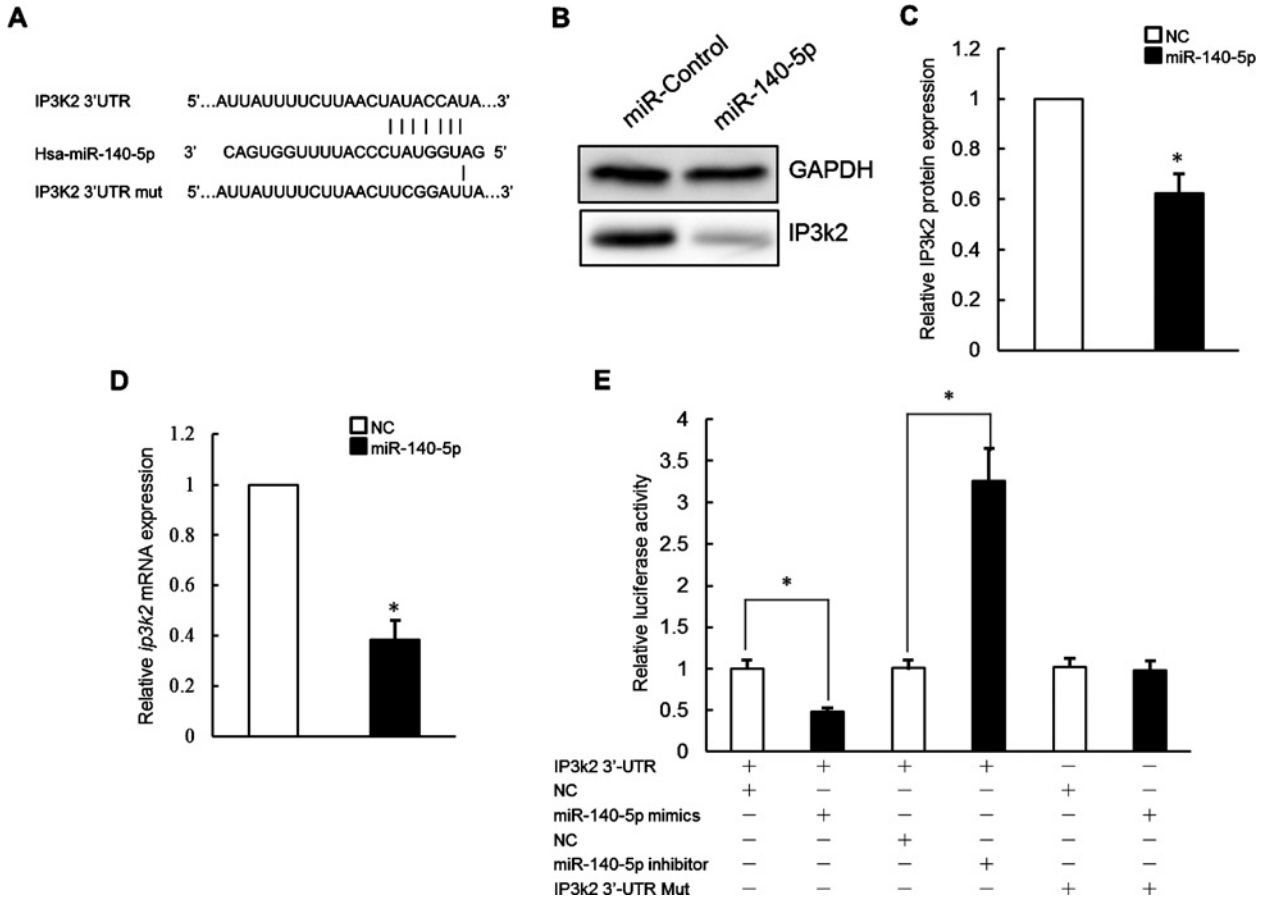 A
IP3K2 3'UTR 5'...AUUAUUUUCUUAACUAUACCAUA...3'
Hsa-miR-140-5p 3' CAGUGGUUUUACCCUAUGGUAG 5'
IP3K2 3'UTR mut 5'...AUUAUUUUCUUAACUUCGGAUUA...3'
B
miR-Control miR-140-5p
GAPDH
IP3k2
C
NC
miR-140-5p
Relative IP3k2 protein expression
1.2
1
0.8
0.6
0.4
0.2
0
*
D
NC
miR-140-5p
Relative ip3k2 mRNA expression
1.2
1
0.8
0.6
0.4
0.2
0
*
E
Relative luciferase activity
4
3.5
3
2.5
2
1.5
1
0.5
0
* *
IP3k2 3'-UTR + + + + − −
NC + − − − + −
miR-140-5p mimics − + − − − +
NC − − + − − −
miR-140-5p inhibitor − − − + − −
IP3k2 3'-UTR Mut − − − − + +